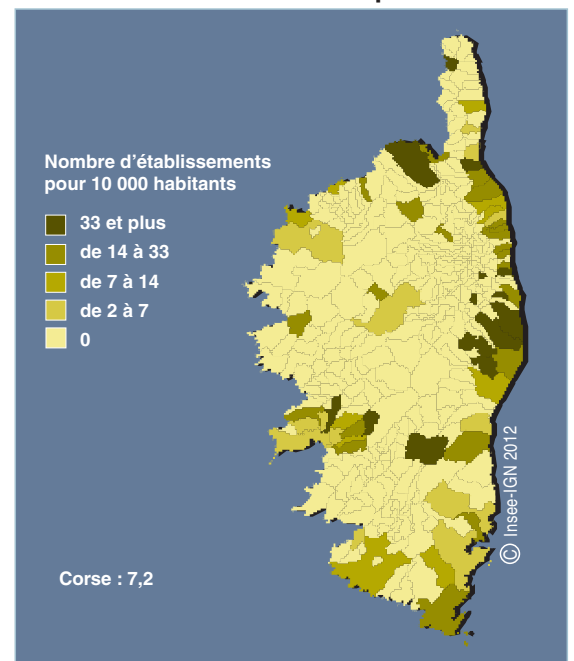 Nombre d'établissements
pour 10 000 habitants
33 et plus
de 14 à 33
de 7 à 14
de 2 à 7
0
© Insee-IGN 2012
Corse : 7,2